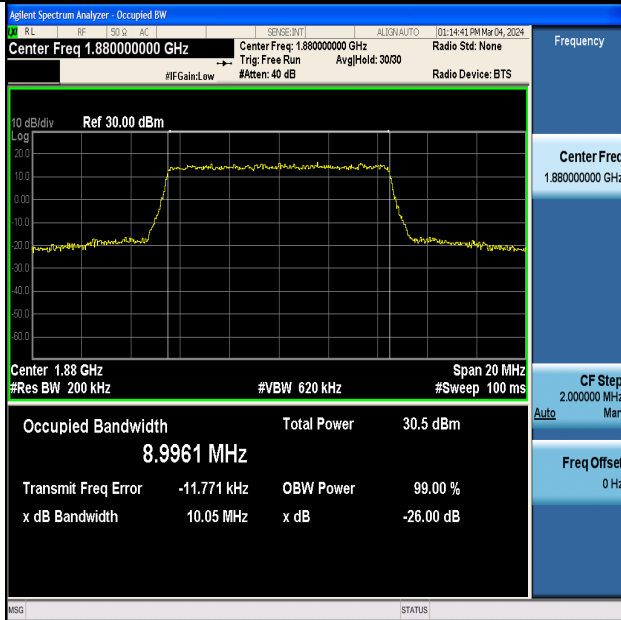 Agilent Spectrum Analyzer - Occupied BW
LXI RL RF 50 Ω AC SENSE:INT ALIGN AUTO 01:14:41 PM Mar 04, 2024
Center Freq 1.880000000 GHz Center Freq: 1.880000000 GHz Radio Std: None
Trig: Free Run Avg|Hold: 30/30
#IFGain:Low #Atten: 40 dB Radio Device: BTS
Frequency
10 dB/div Ref 30.00 dBm
Log
20.0
10.0
0.00
-10.0
-20.0
-30.0
-40.0
-50.0
-60.0
Center 1.88 GHz Span 20 MHz
#Res BW 200 kHz #VBW 620 kHz #Sweep 100 ms
Occupied Bandwidth Total Power 30.5 dBm
8.9961 MHz
Transmit Freq Error -11.771 kHz OBW Power 99.00 %
x dB Bandwidth 10.05 MHz x dB -26.00 dB
Center Freq
1.880000000 GHz
CF Step
2.000000 MHz
Auto Man
Freq Offset
0 Hz
MSG STATUS